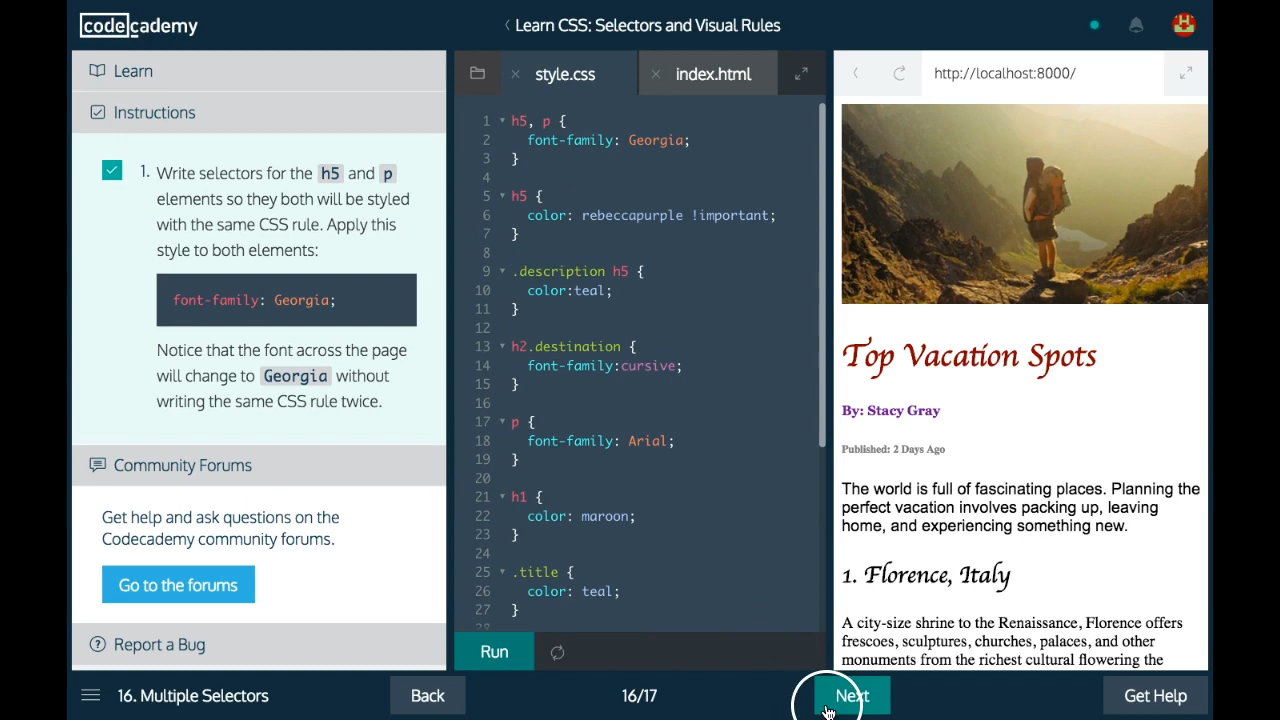 codecademy
Learn CSS: Selectors and Visual Rules
Learn
Instructions
1. Write selectors for the h5 and p
elements so they both will be styled
with the same CSS rule. Apply this
style to both elements:
font-family: Georgia;
Notice that the font across the page
will change to Georgia without
writing the same CSS rule twice.
Community Forums
Get help and ask questions on the
Codecademy community forums.
Go to the forums
Report a Bug
style.css
index.html
1 h5, p {
2 font-family: Georgia;
3 }
4
5 h5 {
6 color: rebeccapurple !important;
7 }
8
9 .description h5 {
10 color:teal;
11 }
12
13 h2.destination {
14 font-family:cursive;
15 }
16
17 p {
18 font-family: Arial;
19 }
20
21 h1 {
22 color: maroon;
23 }
24
25 .title {
26 color: teal;
27 }
28
Run
http://localhost:8000/
Top Vacation Spots
By: Stacy Gray
Published: 2 Days Ago
The world is full of fascinating places. Planning the
perfect vacation involves packing up, leaving
home, and experiencing something new.
1. Florence, Italy
A city-size shrine to the Renaissance, Florence offers
frescoes, sculptures, churches, palaces, and other
monuments from the richest cultural flowering the
16. Multiple Selectors
Back
16/17
Next
Get Help